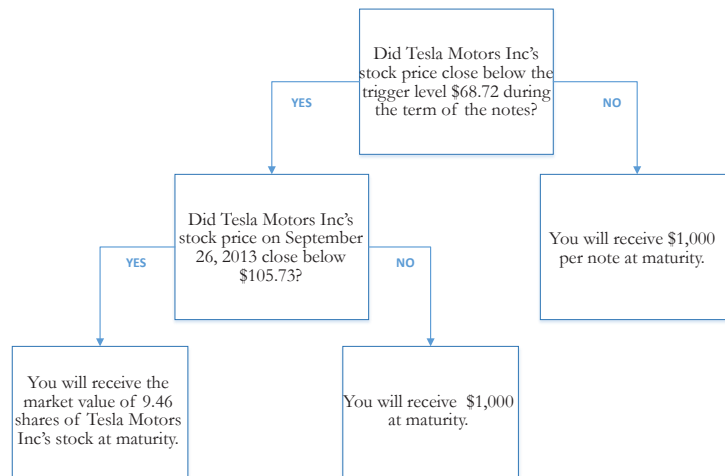 Did Tesla Motors Inc's
stock price close below the
trigger level $68.72 during
the term of the notes?
YES
NO
Did Tesla Motors Inc's
stock price on September
26, 2013 close below
$105.73?
You will receive $1,000
per note at maturity.
YES
NO
You will receive the
market value of 9.46
shares of Tesla Motors
Inc's stock at maturity.
You will receive  $1,000
at maturity.